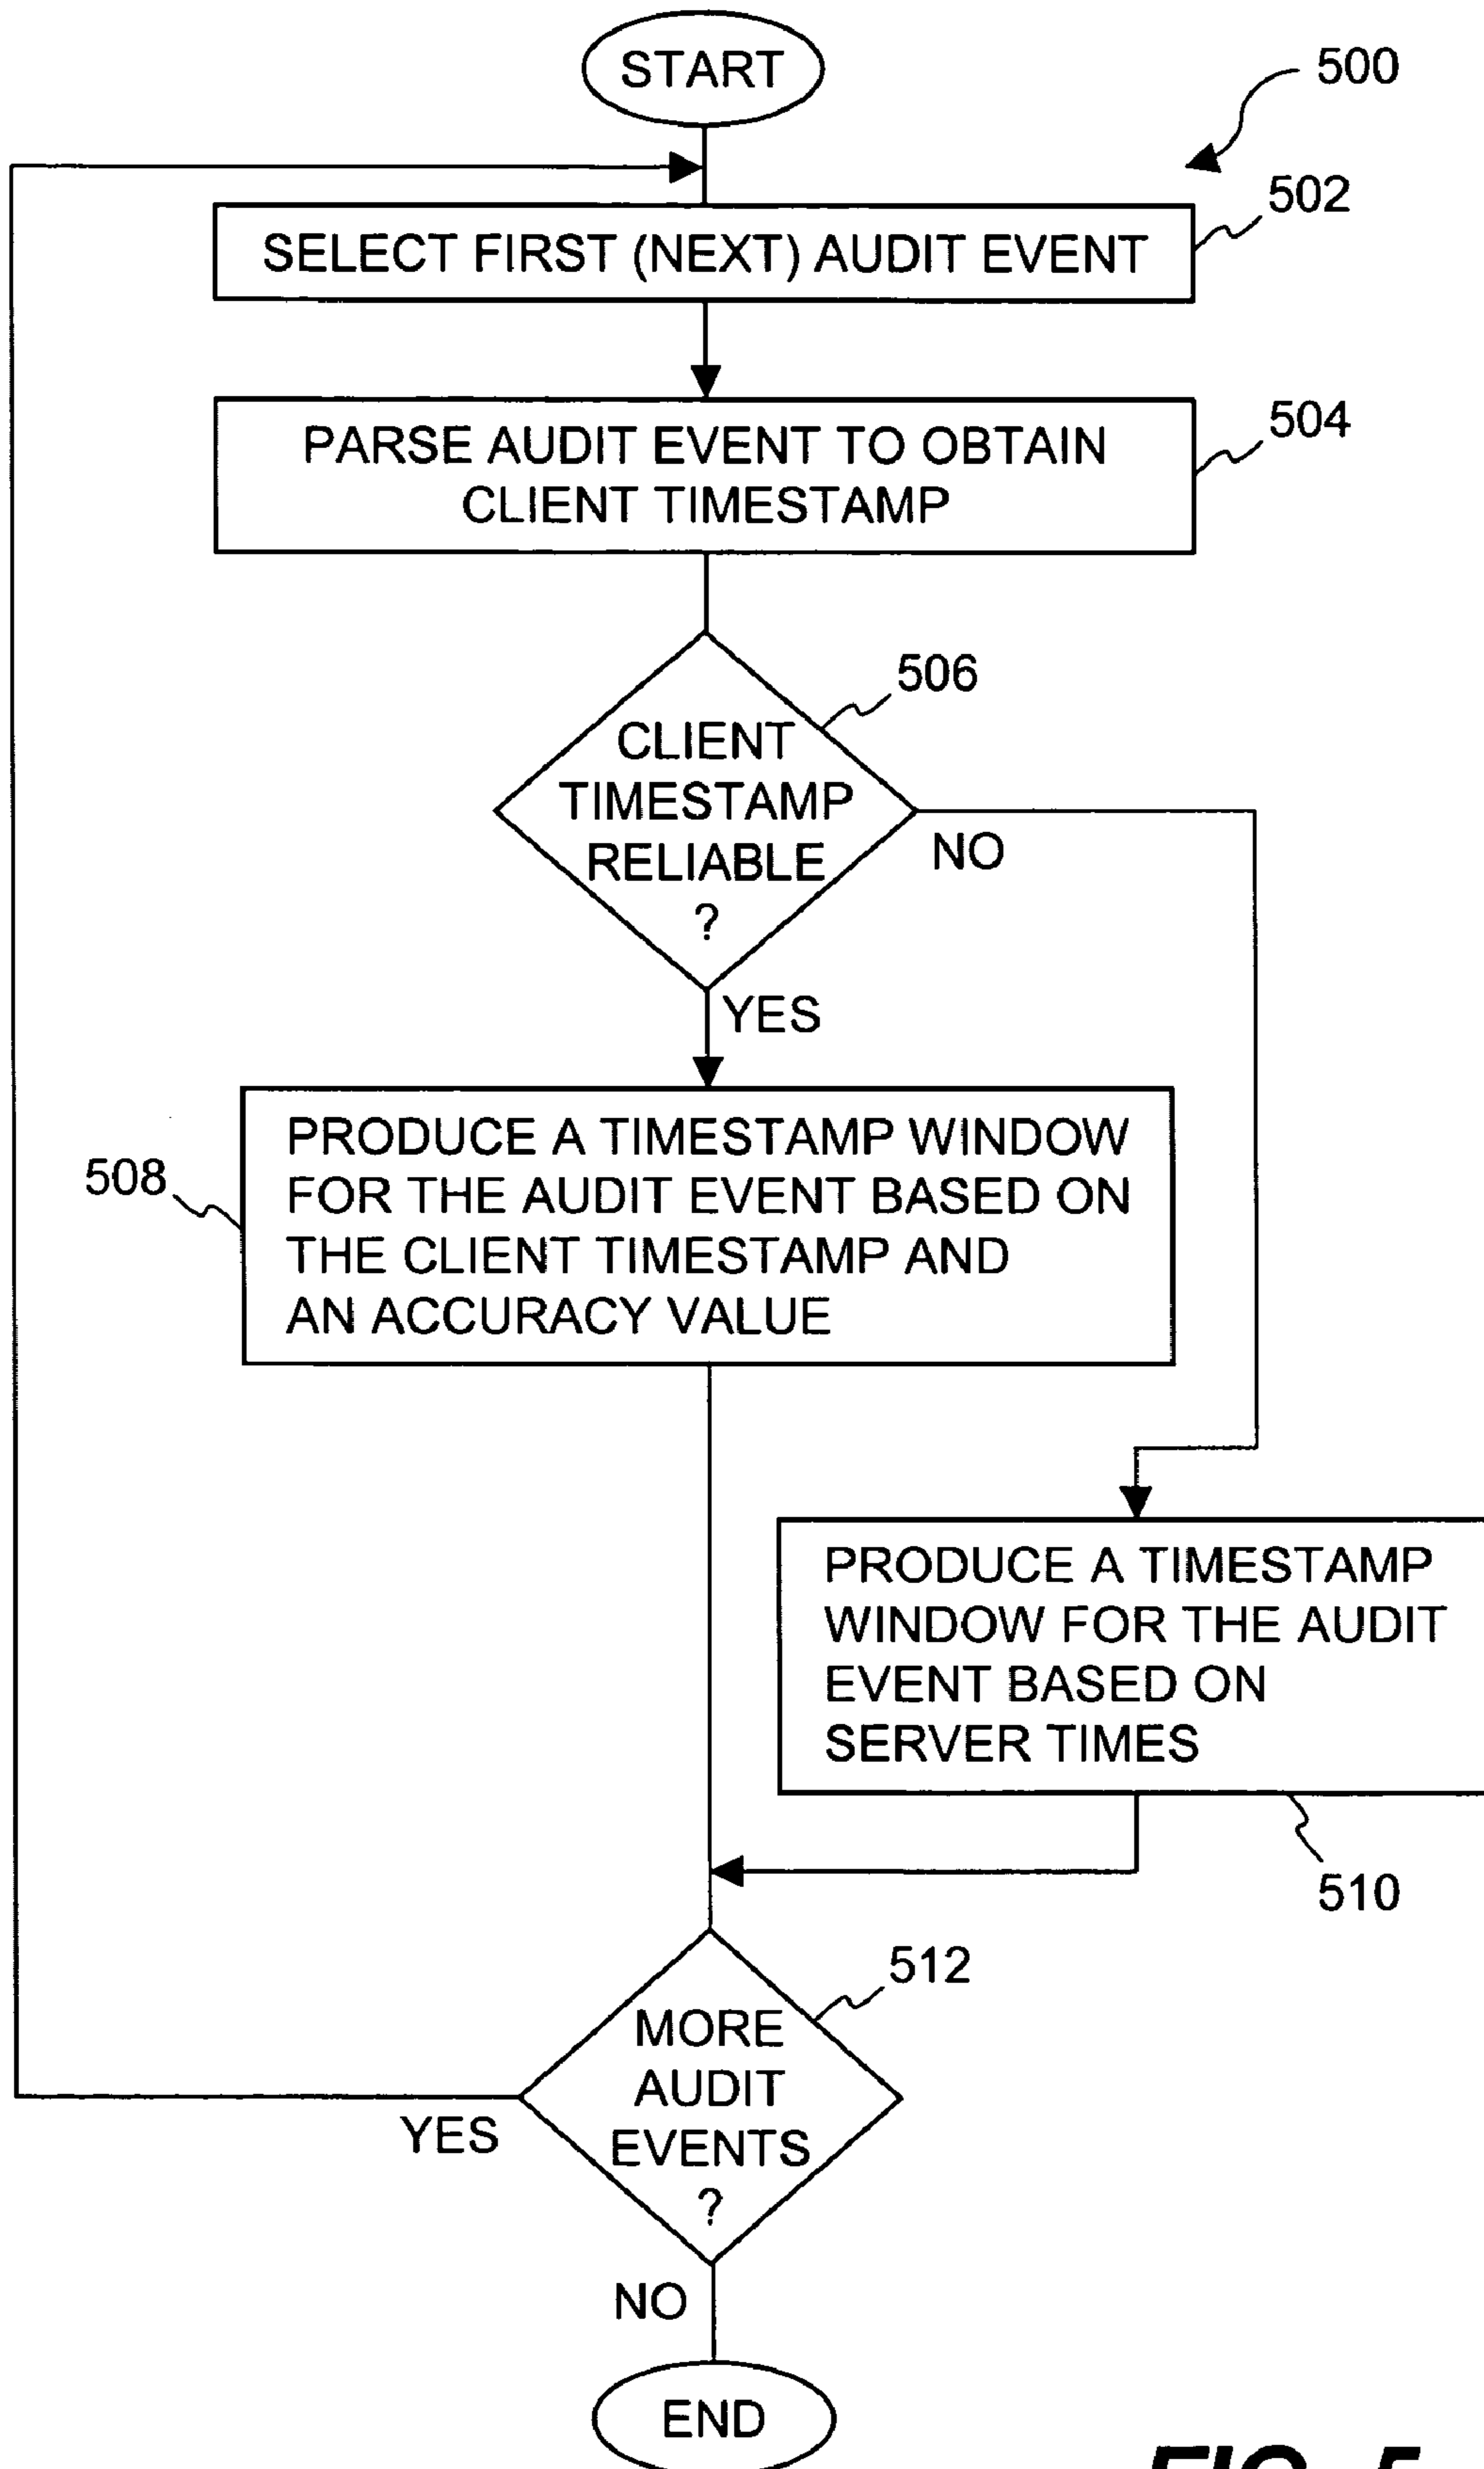 START
500
502
SELECT FIRST (NEXT) AUDIT EVENT
504
PARSE AUDIT EVENT TO OBTAIN
CLIENT TIMESTAMP
506
CLIENT
TIMESTAMP
RELIABLE
?
NO
YES
508
PRODUCE A TIMESTAMP WINDOW
FOR THE AUDIT EVENT BASED ON
THE CLIENT TIMESTAMP AND
AN ACCURACY VALUE
PRODUCE A TIMESTAMP
WINDOW FOR THE AUDIT
EVENT BASED ON
SERVER TIMES
510
512
MORE
AUDIT
EVENTS
?
YES
NO
END
FIG. 5